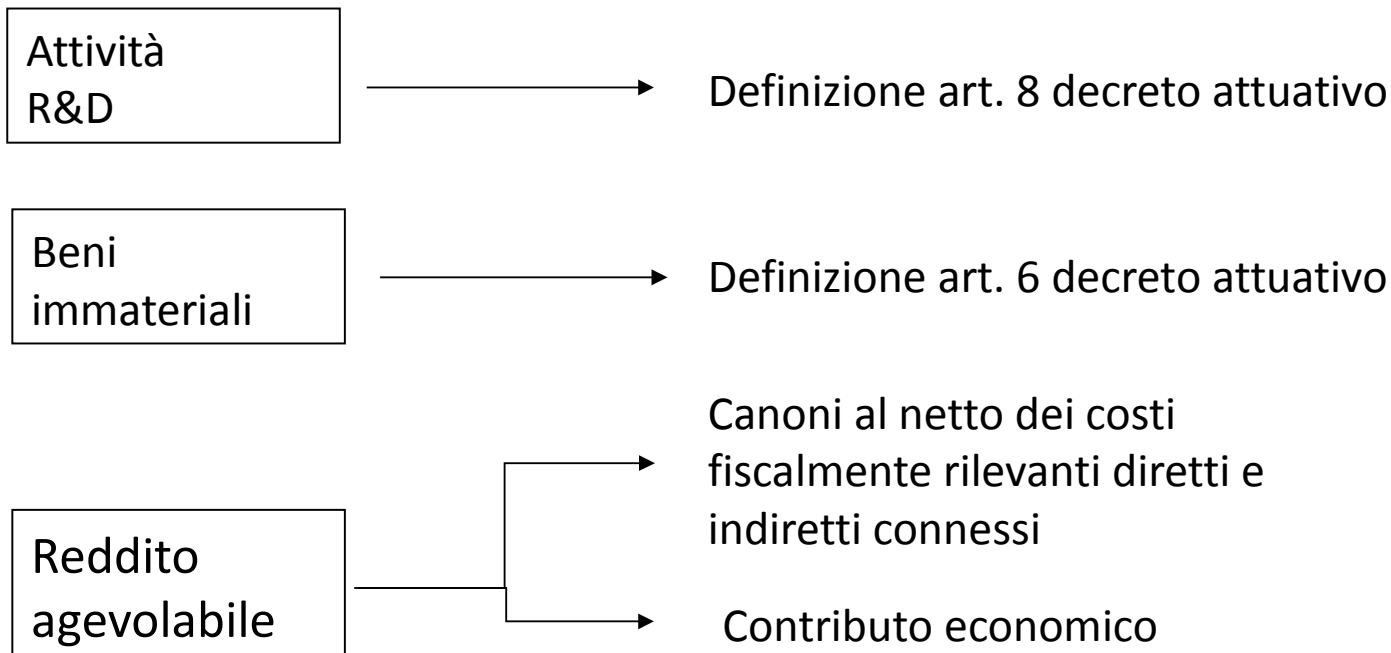 Attività
R&D
Definizione art. 8 decreto attuativo
Beni
immateriali
Definizione art. 6 decreto attuativo
Canoni al netto dei costi
fiscalmente rilevanti diretti e
indiretti connessi
Reddito
agevolabile
Contributo economico